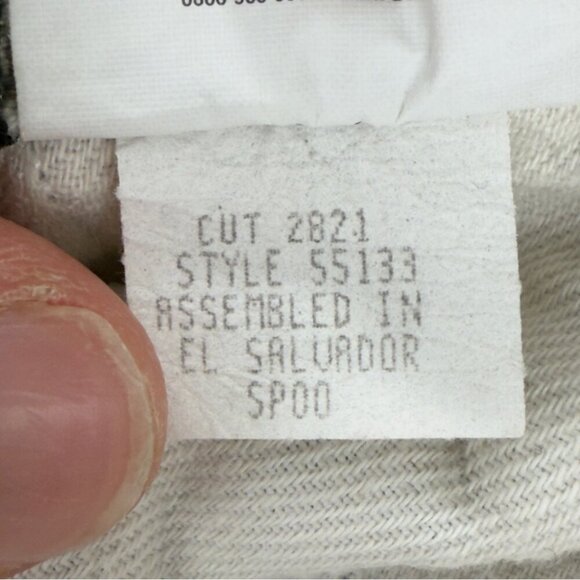 CUT 2821
STYLE 55133
ASSEMBLED IN
EL SALVADOR
SP00